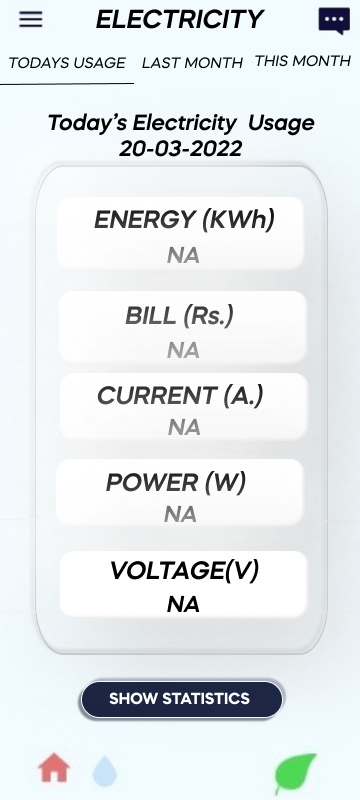 ELECTRICITY
TODAYS USAGE LAST MONTH THIS MONTH
Today's Electricity Usage
20-03-2022
ENERGY (KWh)
NA
BILL (Rs.)
NA
CURRENT (A.)
NA
POWER (W)
NA
VOLTAGE(V)
NA
SHOW STATISTICS